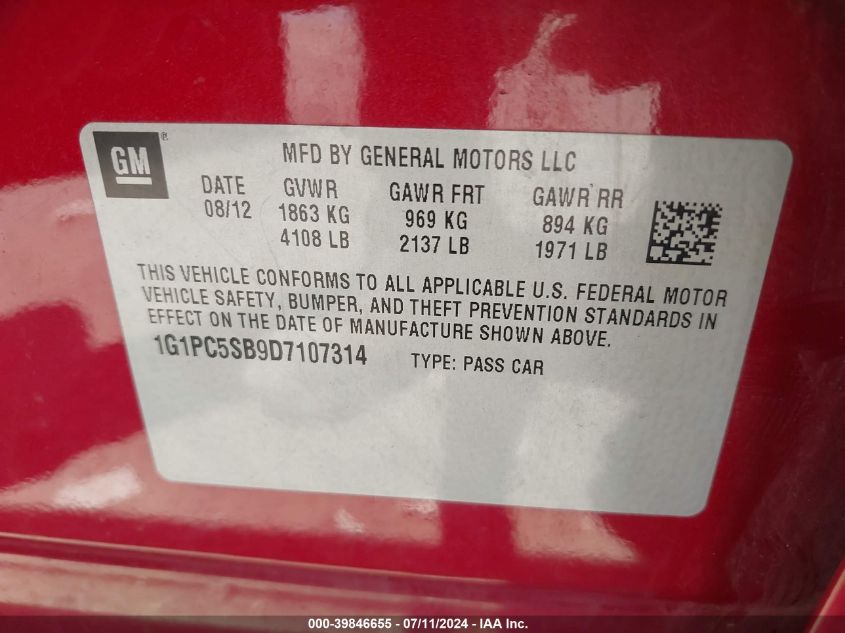 GM®
MFD BY GENERAL MOTORS LLC
DATE GVWR GAWR FRT GAWR RR
08/12 1863 KG 969 KG 894 KG
4108 LB 2137 LB 1971 LB
THIS VEHICLE CONFORMS TO ALL APPLICABLE U.S. FEDERAL MOTOR
VEHICLE SAFETY, BUMPER, AND THEFT PREVENTION STANDARDS IN
EFFECT ON THE DATE OF MANUFACTURE SHOWN ABOVE.
1G1PC5SB9D7107314 TYPE: PASS CAR
000-39846655 - 07/11/2024 - IAA Inc.